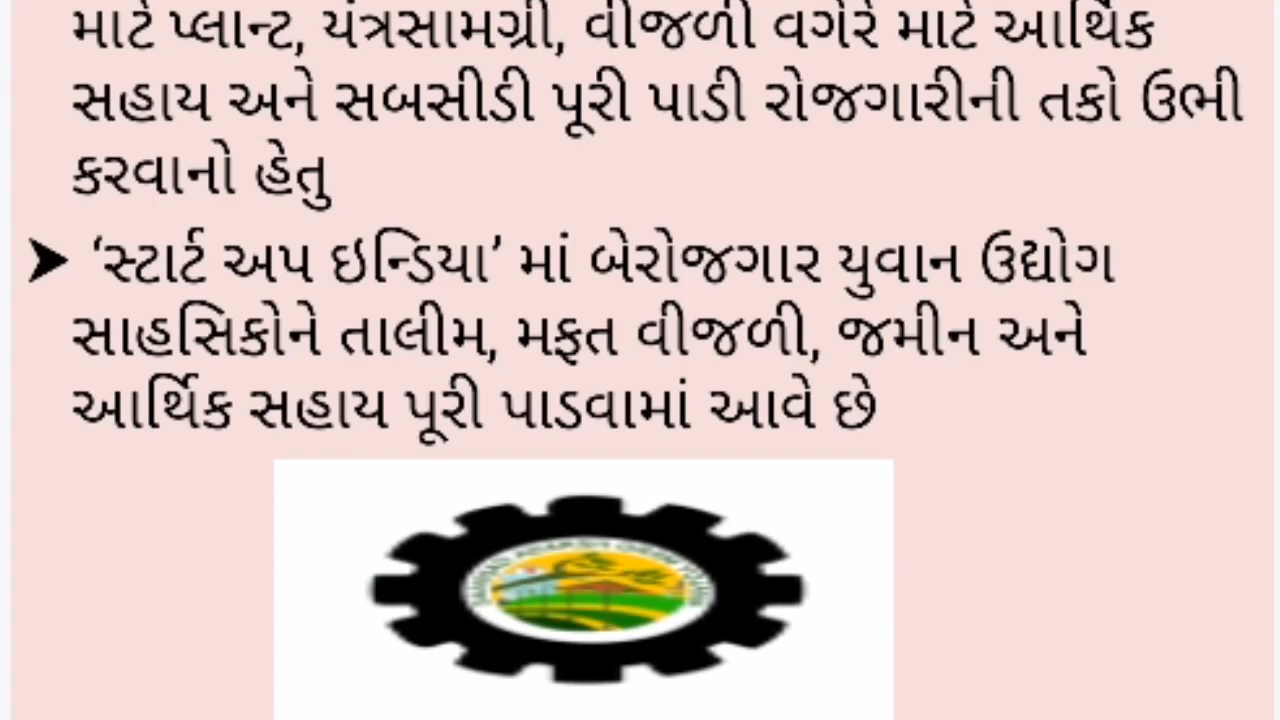 માટે પ્લાન્ટ, યંત્રસામગ્રી, વીજળી વગેરે માટે આર્થિક
સહાય અને સબસીડી પૂરી પાડી રોજગારીની તકો ઉભી
કરવાનો હેતુ
➤ ‘સ્ટાર્ટ અપ ઇન્ડિયા’ માં બેરોજગાર યુવાન ઉદ્યોગ
સાહસિકોને તાલીમ, મફત વીજળી, જમીન અને
આર્થિક સહાય પૂરી પાડવામાં આવે છે